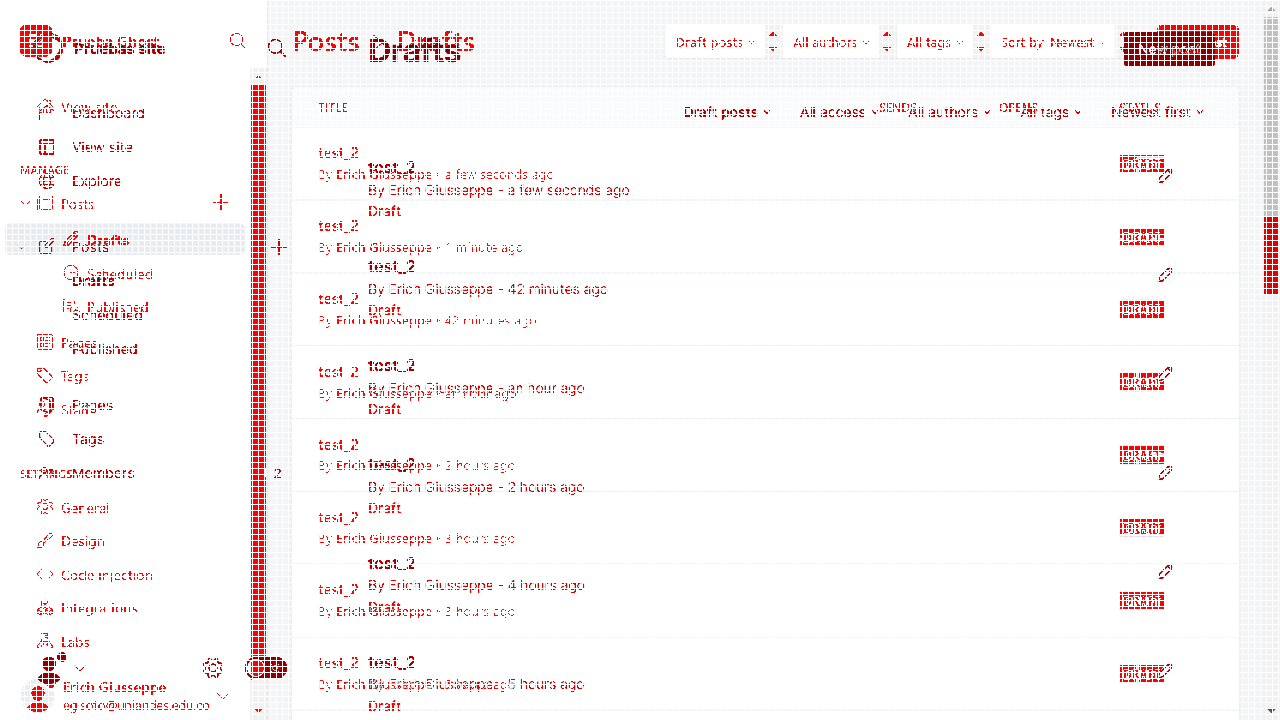 Posts
Drafts
Drafts
Draft posts
All authors
All tags
Sort by: Newest
View site
Dashboard
TITLE
SENDS
OPENS
STATUS
Draft posts
All access
All authors
All tags
Newest first
View site
MANAGE
Explore
Posts
Posts
Drafts
Scheduled
Drafts
Published
Scheduled
Pages
Published
Tags
Pages
Staff
Tags
SETTINGS
Members
2
General
Design
Code injection
Integrations
Labs
Erich Giusseppe
eg.soto@uniandes.edu.co
test_2
By Erich Giusseppe - a few seconds ago
DRAFT
test_2
By Erich Giusseppe - a few seconds ago
Draft
test_2
By Erich Giusseppe - a minute ago
DRAFT
test_2
By Erich Giusseppe - 42 minutes ago
Draft
test_2
By Erich Giusseppe - 42 minutes ago
DRAFT
test_2
By Erich Giusseppe - an hour ago
Draft
test_2
By Erich Giusseppe
DRAFT
test_2
By Erich Giusseppe - 2 hours ago
DRAFT
test_2
By Erich Giusseppe - 2 hours ago
Draft
test_2
By Erich Giusseppe - 3 hours ago
DRAFT
test_2
By Erich Giusseppe - 4 hours ago
Draft
test_2
By Erich Giusseppe - 3 hours ago
DRAFT
test_2
test_2
By Erich Giusseppe
5 hours ago
DRAFT
Draft